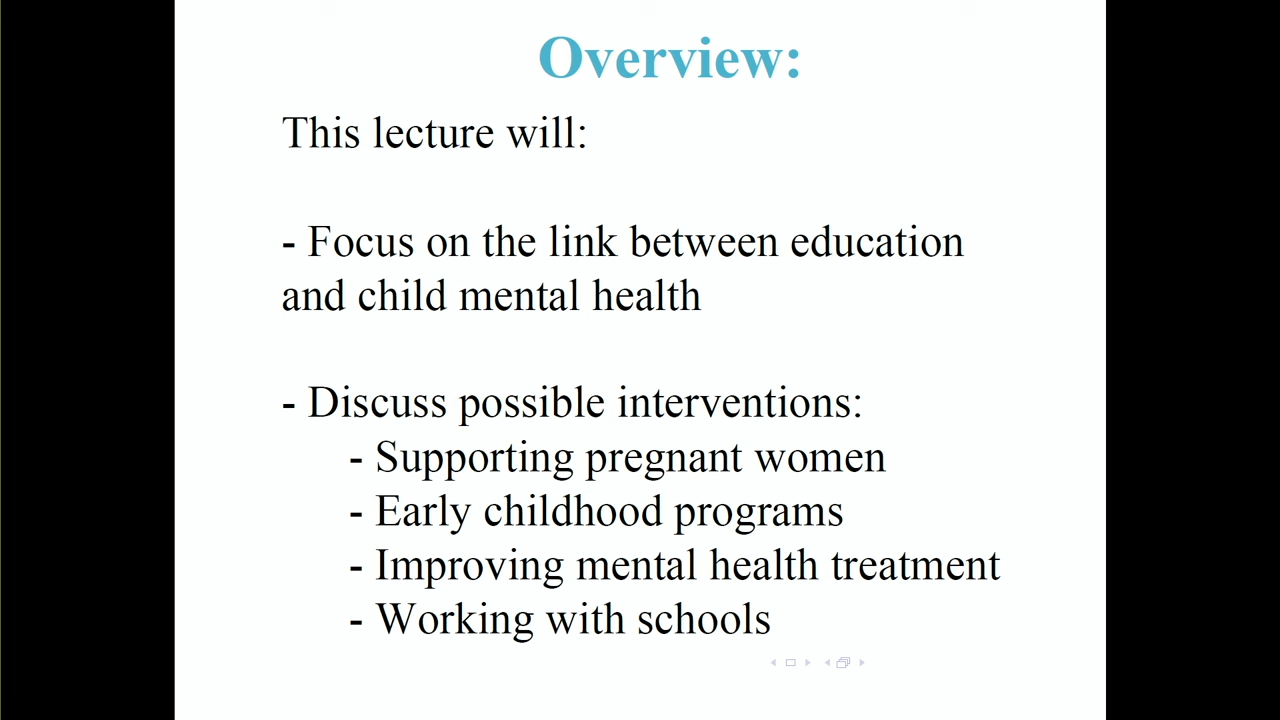 Overview:
This lecture will:
- Focus on the link between education
and child mental health
- Discuss possible interventions:
- Supporting pregnant women
- Early childhood programs
- Improving mental health treatment
- Working with schools